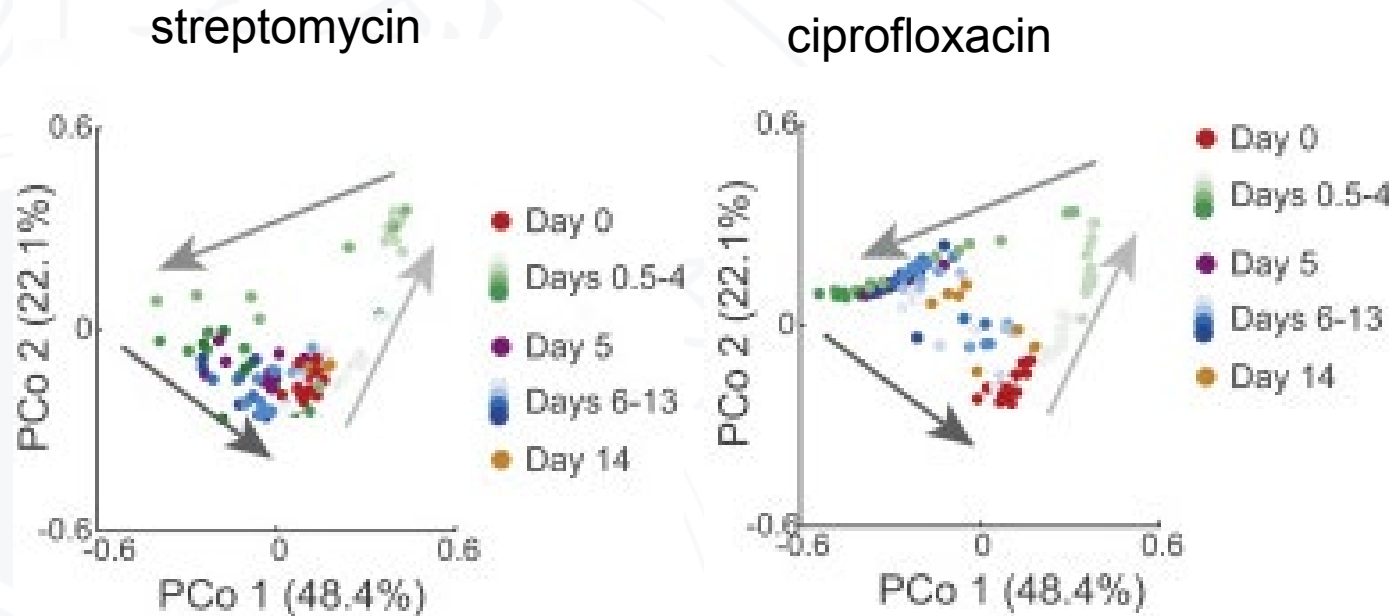 streptomycin
ciprofloxacin
0.6
0
-0.6
-0.6
0
0.6
PCo 2 (22.1%)
PCo 1 (48.4%)
Day 0
Days 0.5-4
Day 5
Days 6-13
Day 14
0.6
0
-0.6
-0.6
0
0.6
PCo 2 (22.1%)
PCo 1 (48.4%)
Day 0
Days 0.5-4
Day 5
Days 6-13
Day 14